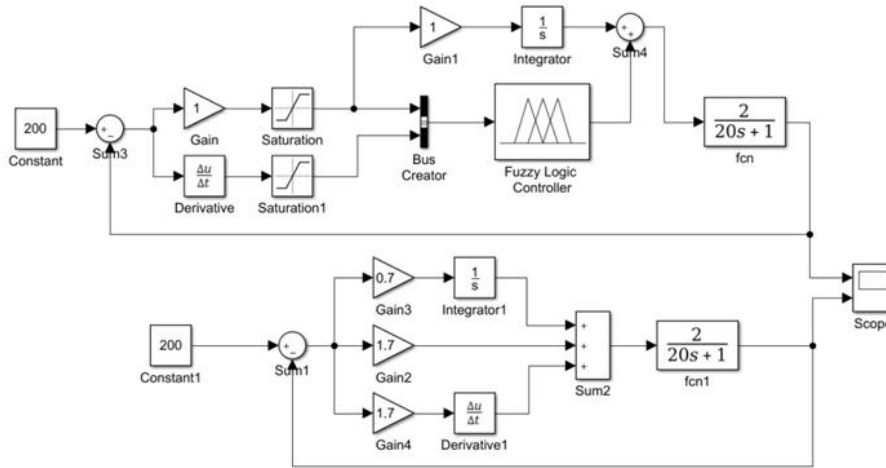 1
Gain1
1
s
Integrator
+
+
Sum4
200
Constant
+
−
Sum3
1
Gain
Saturation
Δu
Δt
Derivative
Saturation1
Bus
Creator
Fuzzy Logic
Controller
2
20s + 1
fcn
0.7
Gain3
1
s
Integrator1
200
Constant1
+
−
Sum1
1.7
Gain2
1.7
Gain4
Δu
Δt
Derivative1
+
+
+
Sum2
2
20s + 1
fcn1
Scope